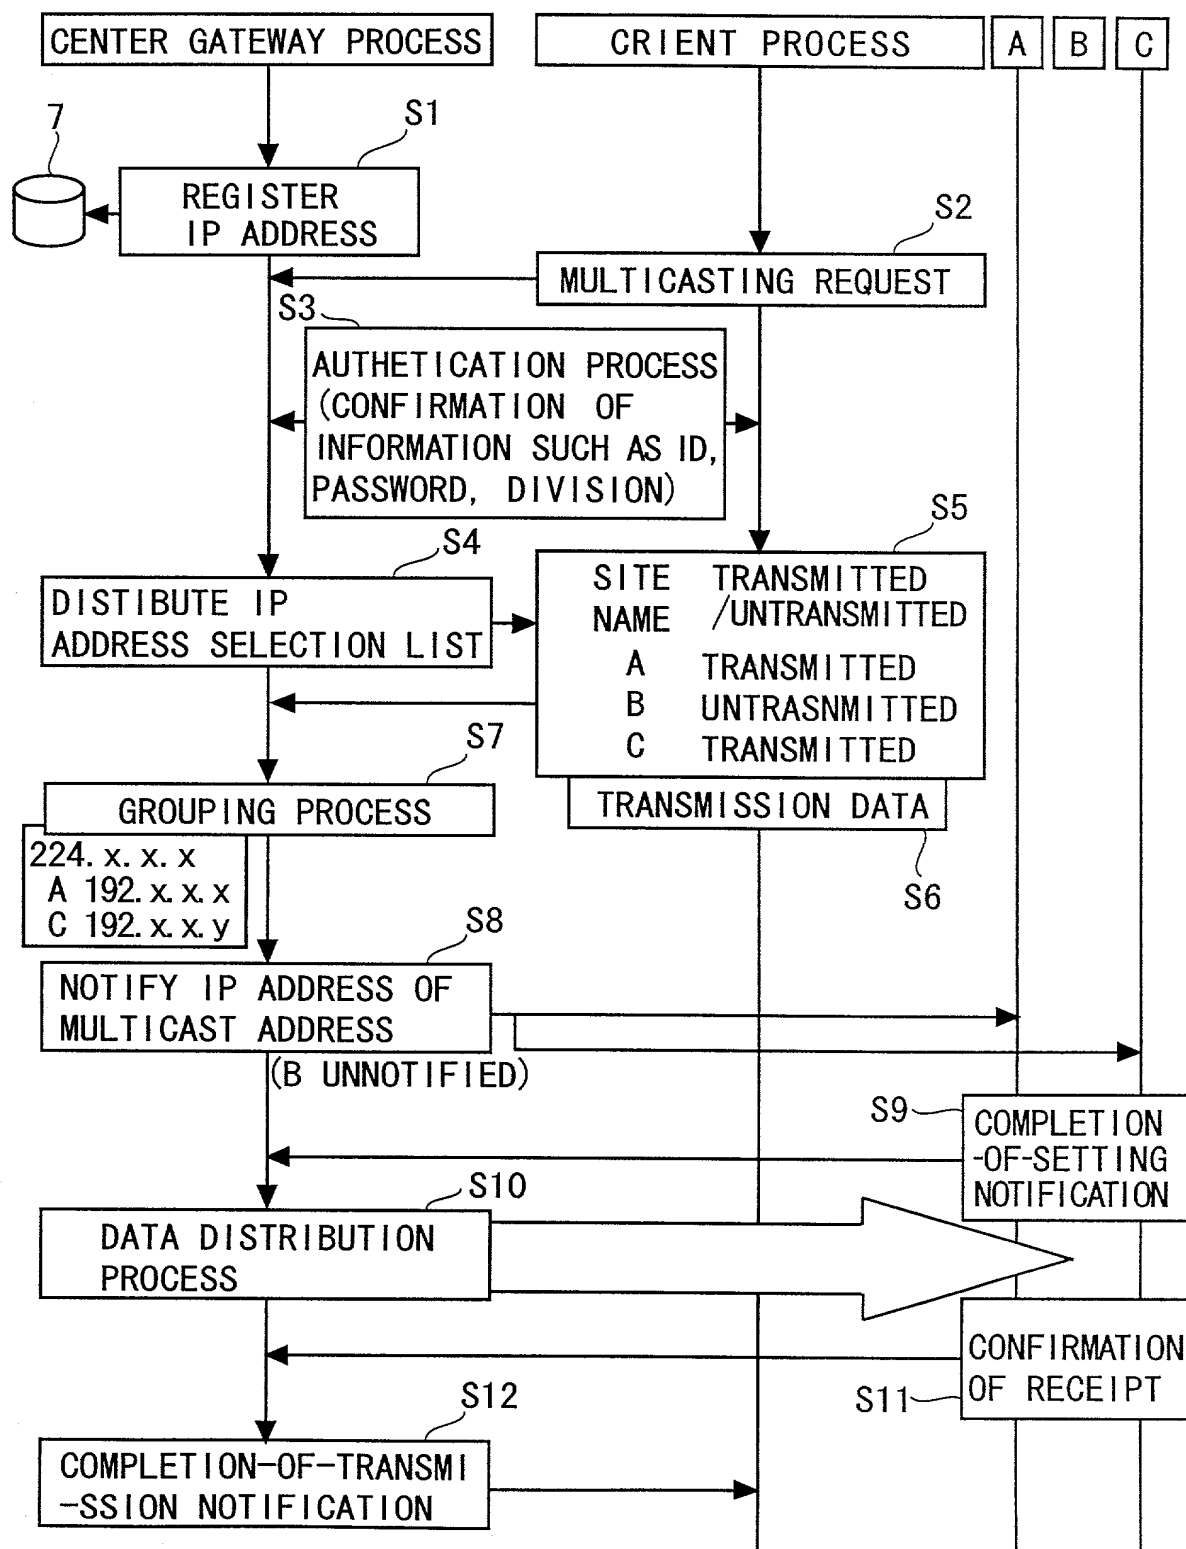 CENTER GATEWAY PROCESS
CRIENT PROCESS
A
B
C
7
S1
REGISTER
IP ADDRESS
S2
MULTICASTING REQUEST
S3
AUTHETICATION PROCESS
(CONFIRMATION OF
INFORMATION SUCH AS ID,
PASSWORD, DIVISION)
S4
DISTIBUTE IP
ADDRESS SELECTION LIST
S5
SITE TRANSMITTED
NAME /UNTRANSMITTED
A TRANSMITTED
B UNTRASNMITTED
C TRANSMITTED
TRANSMISSION DATA
S6
S7
GROUPING PROCESS
224. x. x. x
A 192. x. x. x
C 192. x. x. y
S8
NOTIFY IP ADDRESS OF
MULTICAST ADDRESS
(B UNNOTIFIED)
S9
COMPLETION
-OF-SETTING
NOTIFICATION
S10
DATA DISTRIBUTION
PROCESS
CONFIRMATION
OF RECEIPT
S11
S12
COMPLETION-OF-TRANSMI
-SSION NOTIFICATION